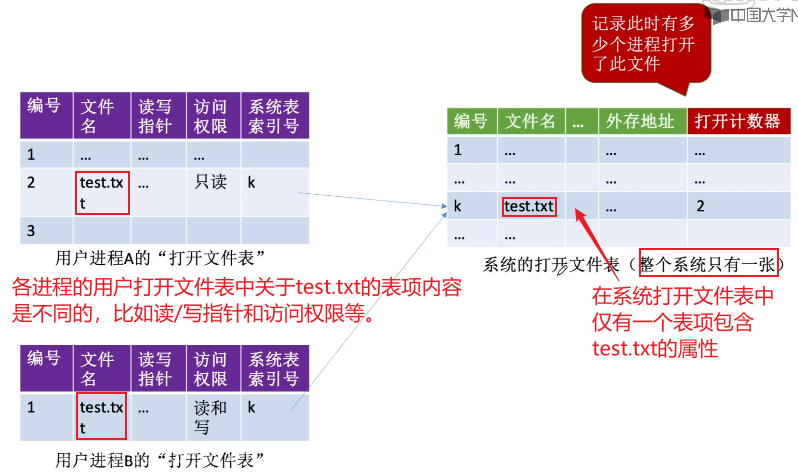 中国大学M
记录此时有多
少个进程打开
了此文件
编号 文件名 读写指针 访问权限 系统表索引号
1 ... ... ...
2 test.txt ... 只读 k
3
用户进程A的“打开文件表”
编号 文件名 ... 外存地址 打开计数器
1 ... ... ...
... ... ... ...
k test.txt ... 2
... ...
系统的打开文件表（整个系统只有一张）
各进程的用户打开文件表中关于test.txt的表项内容
是不同的，比如读/写指针和访问权限等。
在系统打开文件表中
仅有一个表项包含
test.txt的属性
编号 文件名 读写指针 访问权限 系统表索引号
1 test.txt ... 读和写 k
用户进程B的“打开文件表”